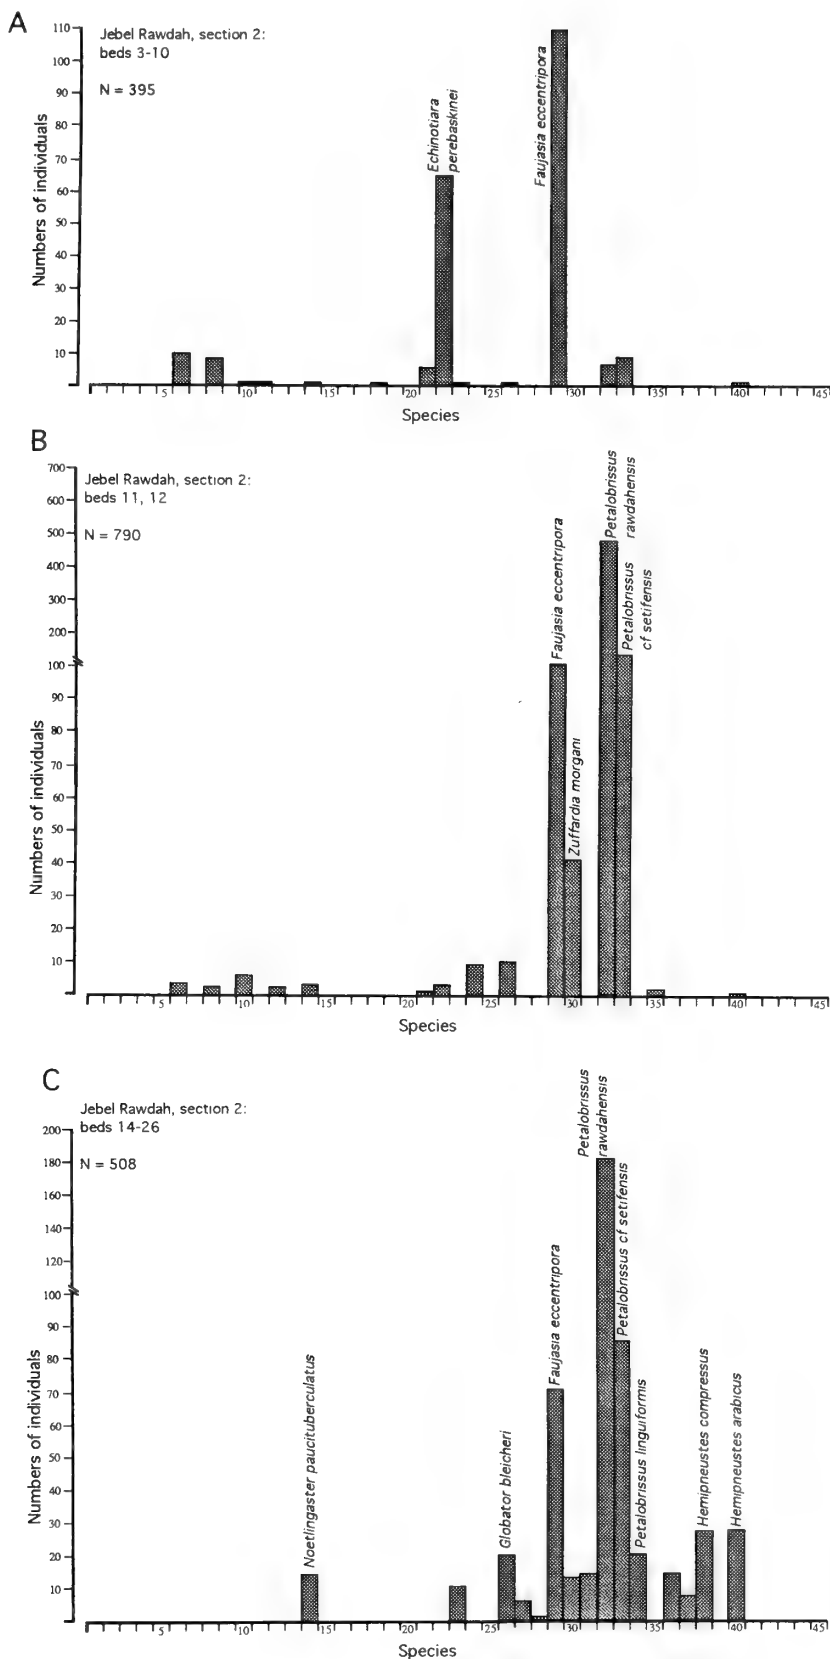 A
Jebel Rawdah, section 2:
beds 3-10
N = 395
110
100
90
80
70
60
50
40
30
20
10
Numbers of individuals
Echinotiara
perebaskinei
Faujasia eccentripora
5
10
15
20
25
30
35
40
45
Species
B
Jebel Rawdah, section 2:
beds 11, 12
N = 790
700
600
500
400
300
200
100
90
80
70
60
50
40
30
20
10
Numbers of individuals
Faujasia eccentripora
Zuffardia morgani
Petalobrissus
rawdahensis
Petalobrissus
cf setifensis
5
10
15
20
25
30
35
40
45
Species
C
Jebel Rawdah, section 2:
beds 14-26
N = 508
200
180
160
140
120
100
90
80
70
60
50
40
30
20
10
Numbers of individuals
Noetlingaster paucituberculatus
Globator bleicheri
Faujasia eccentripora
Petalobrissus
rawdahensis
Petalobrissus cf setifensis
Petalobrissus linguiformis
Hemipneustes compressus
Hemipneustes arabicus
5
10
15
20
25
30
35
40
45
Species